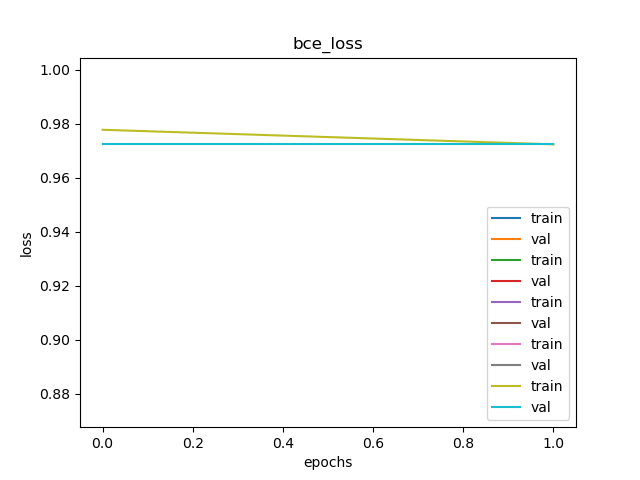 bce_loss
1.00
0.98
0.96
0.94
0.92
0.90
0.88
loss
train
val
train
val
train
val
train
val
train
val
0.0 0.2 0.4 0.6 0.8 1.0
epochs